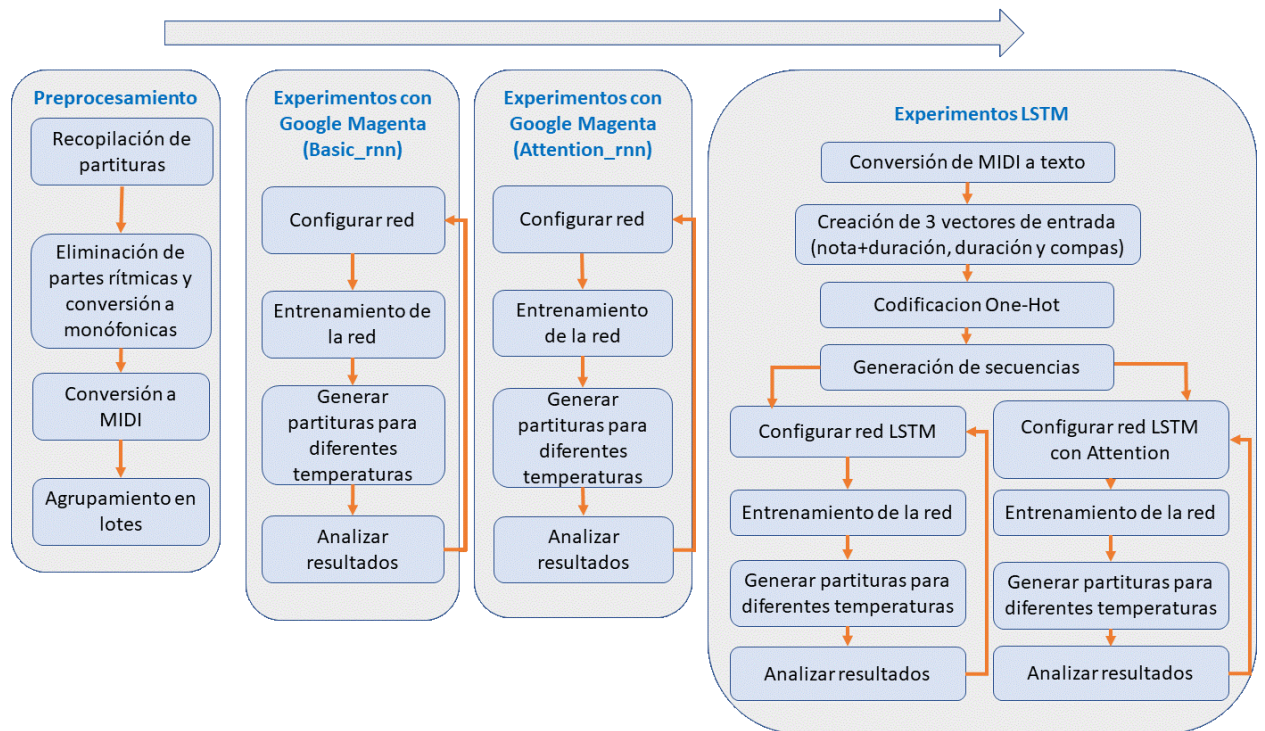 Preprocesamiento
Recopilación de
partituras
Eliminación de
partes rítmicas y
conversión a
monófonicas
Conversión a
MIDI
Agrupamiento en
lotes
Experimentos con
Google Magenta
(Basic_rnn)
Configurar red
Entrenamiento de
la red
Generar
partituras para
diferentes
temperaturas
Analizar
resultados
Experimentos con
Google Magenta
(Attention_rnn)
Configurar red
Entrenamiento
de la red
Generar
partituras para
diferentes
temperaturas
Analizar
resultados
Experimentos LSTM
Conversión de MIDI a texto
Creación de 3 vectores de entrada
(nota+duración, duración y compas)
Codificacion One-Hot
Generación de secuencias
Configurar red LSTM
Entrenamiento de la red
Generar partituras para
diferentes temperaturas
Analizar resultados
Configurar red LSTM
con Attention
Entrenamiento de la red
Generar partituras para
diferentes temperaturas
Analizar resultados